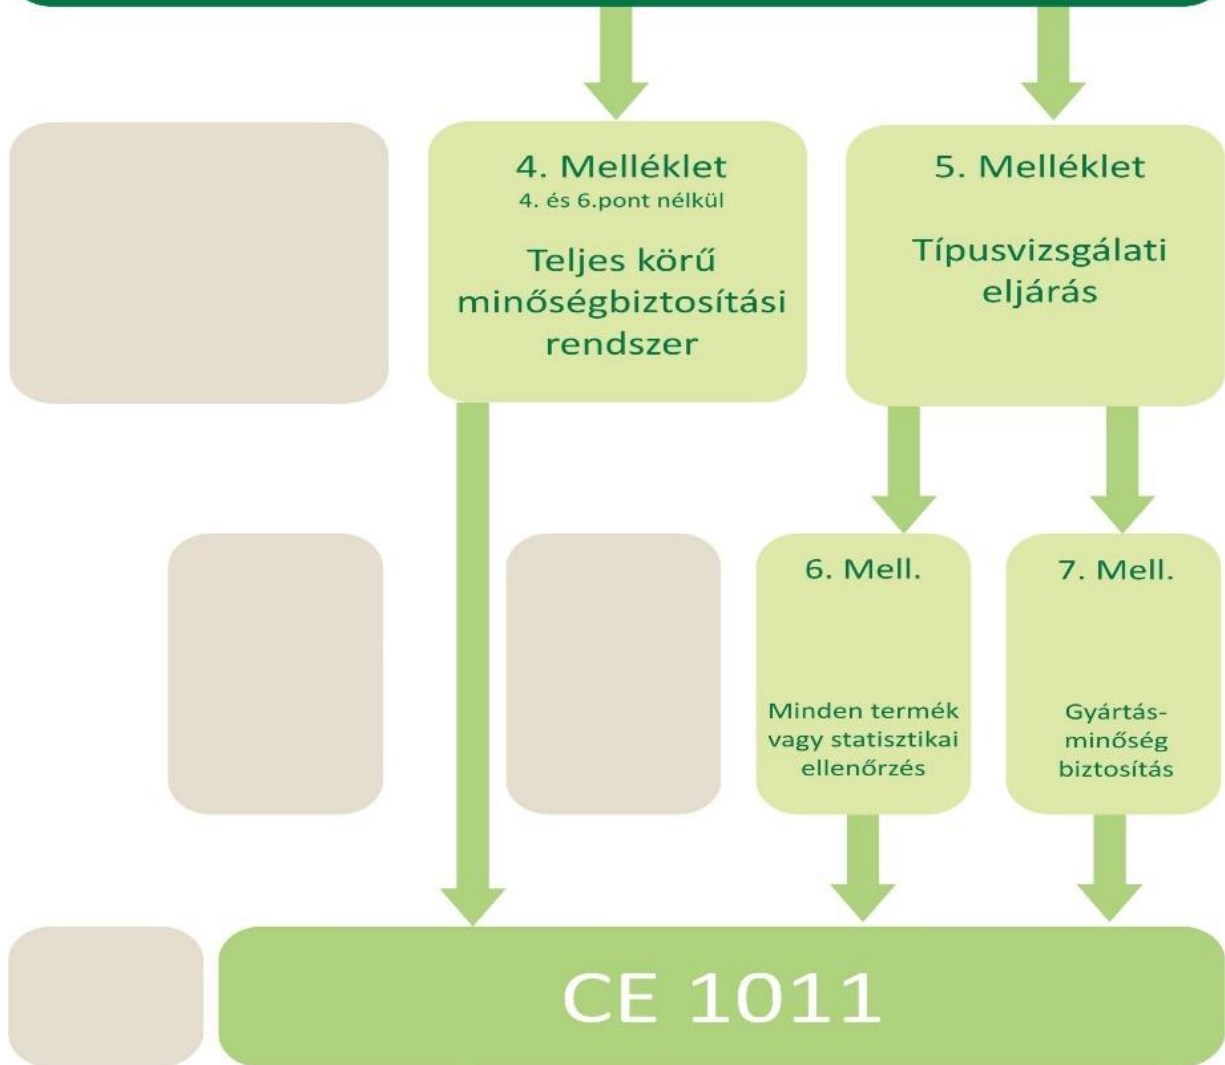 4. Melléklet
4. és 6.pont nélkül
Teljes körű
minőségbiztosítási
rendszer
5. Melléklet
Típusvizsgálati
eljárás
6. Mell.
Minden termék
vagy statisztikai
ellenőrzés
7. Mell.
Gyártás-
minőség
biztosítás
CE 1011